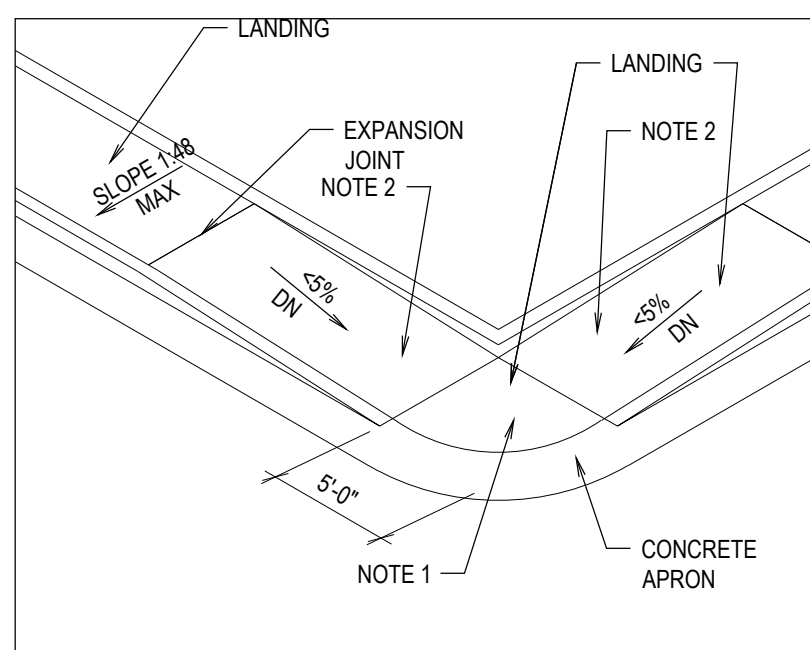 LANDING
LANDING
EXPANSION
JOINT
NOTE 2
NOTE 2
SLOPE 1:48
MAX
<5%
DN
<5%
DN
5'-0"
NOTE 1
CONCRETE
APRON